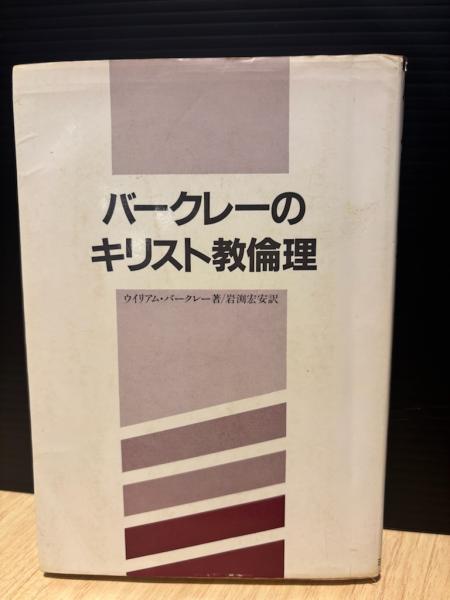 バークレーの
キリスト教倫理
ウイリアム・バークレー著/岩渕宏安訳